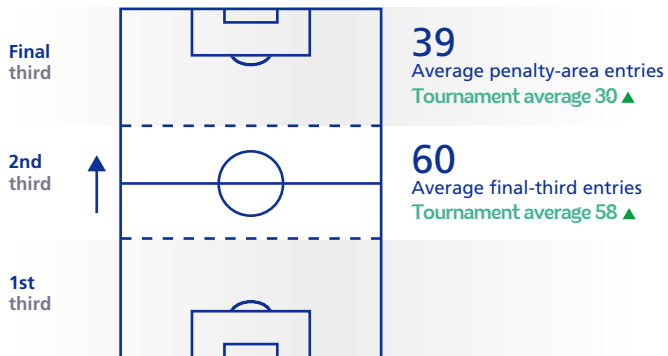 Final
third
39
Average penalty-area entries
Tournament average 30 ▲
2nd
third
60
Average final-third entries
Tournament average 58 ▲
1st
third